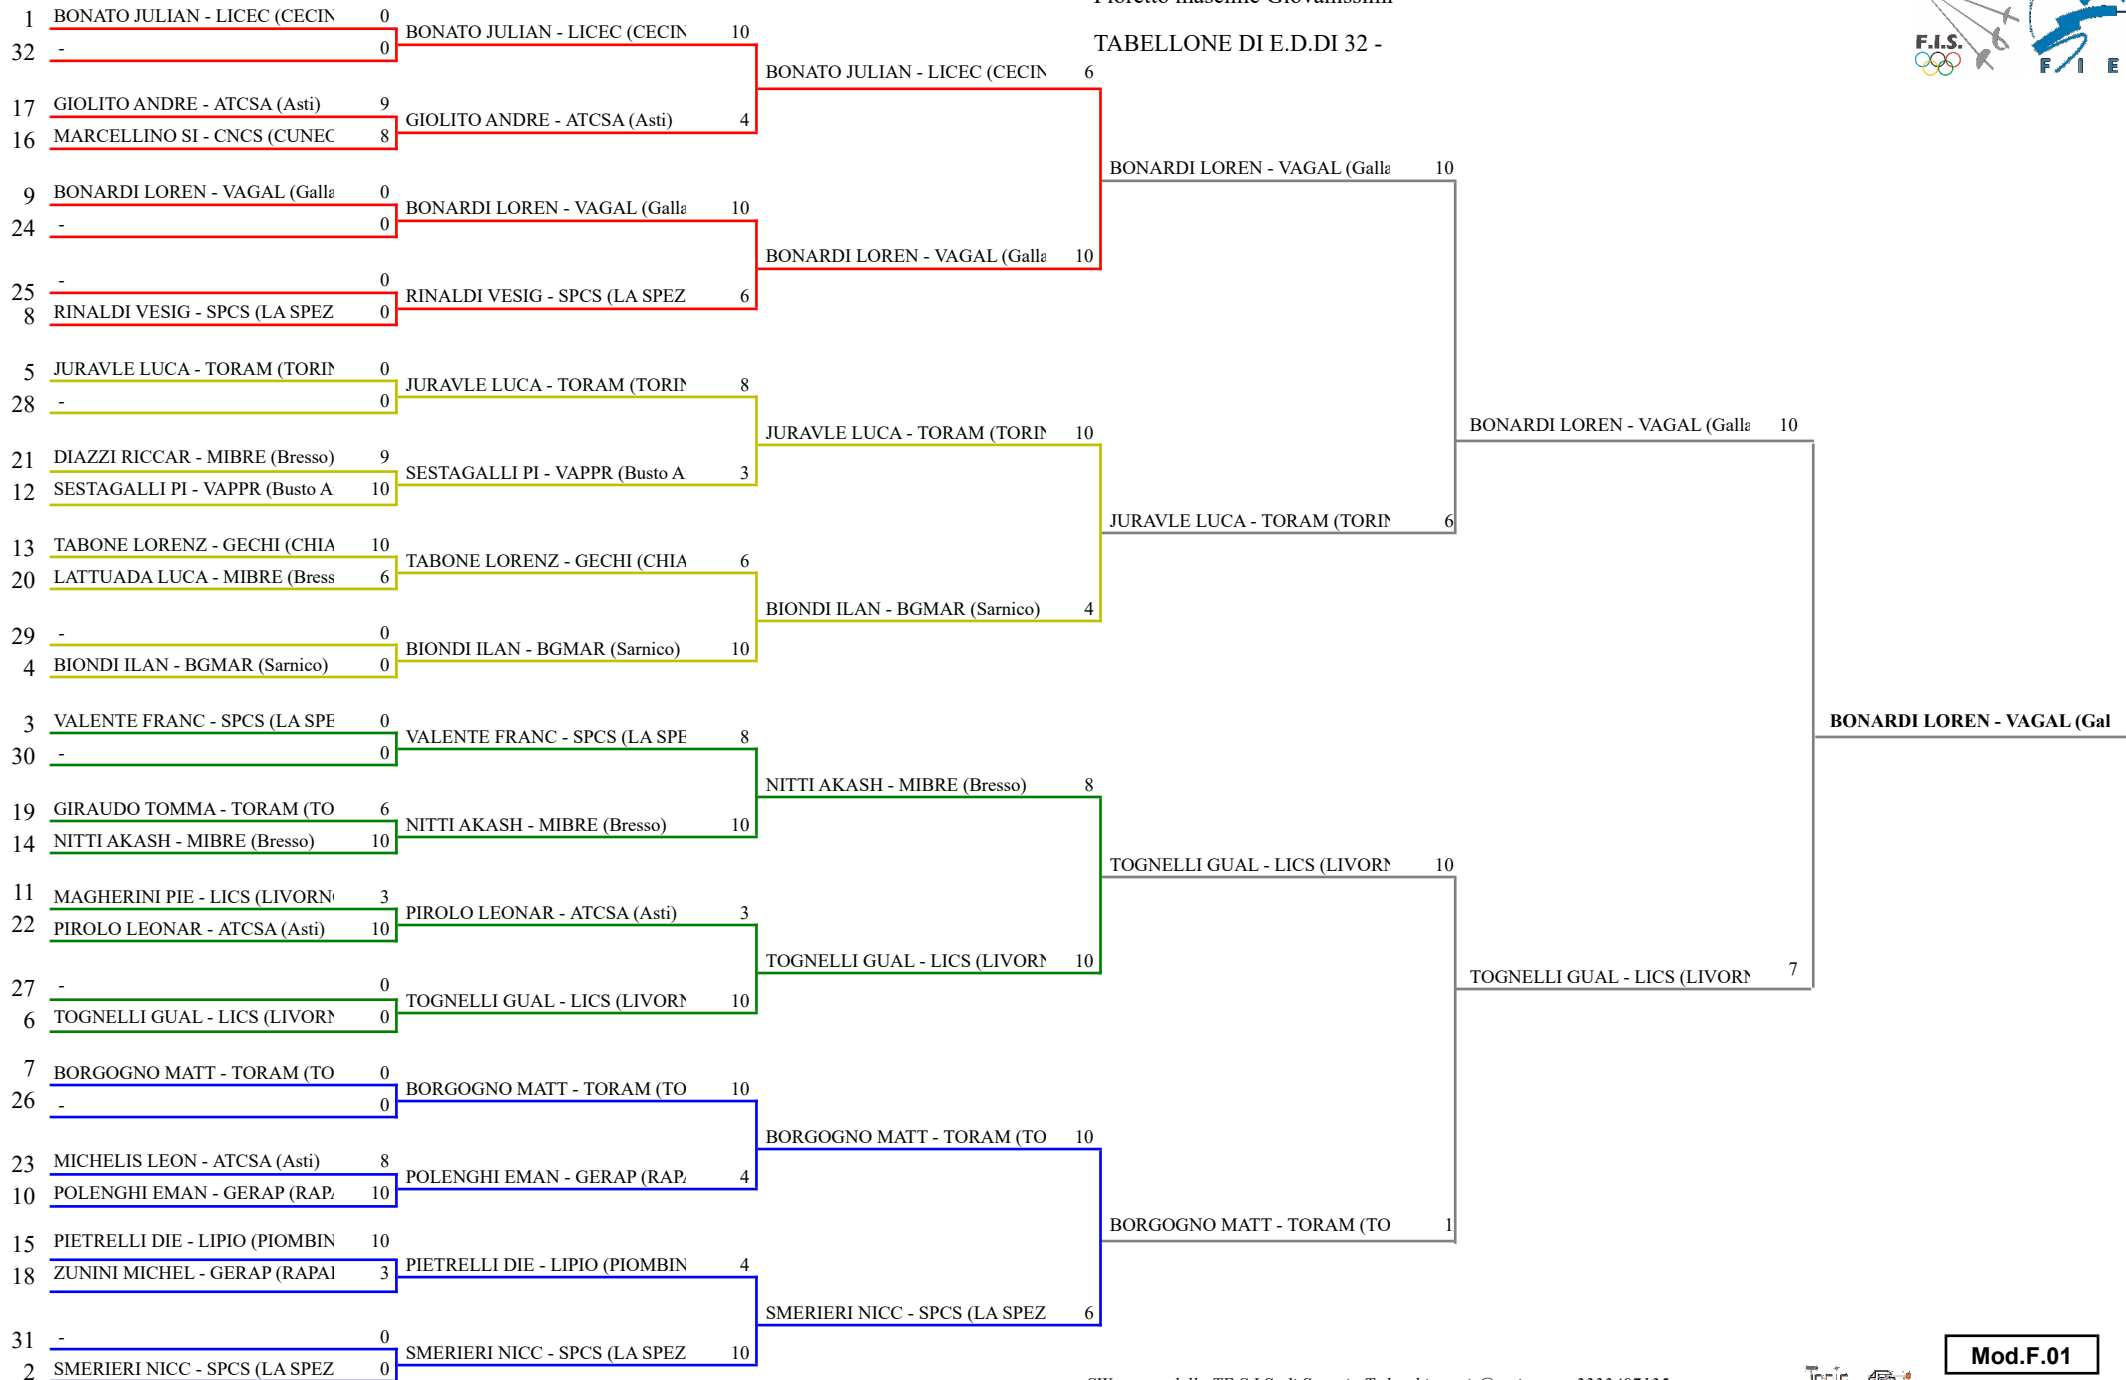 Fioretto maschile Giovanissimi
TABELLONE DI E.D.DI 32 -
F.I.S.
F I E
1 BONATO JULIAN - LICEC (CECIN 0
32 - 0
17 GIOLITO ANDRE - ATCSA (Asti) 9
16 MARCELLINO SI - CNCS (CUNEO 8
9 BONARDI LOREN - VAGAL (Galla 0
24 - 0
25 - 0
8 RINALDI VESIG - SPCS (LA SPEZ 0
5 JURAVLE LUCA - TORAM (TORIN 0
28 - 0
21 DIAZZI RICCAR - MIBRE (Bresso) 9
12 SESTAGALLI PI - VAPPR (Busto A 10
13 TABONE LORENZ - GECHI (CHIA 10
20 LATTUADA LUCA - MIBRE (Bress 6
29 - 0
4 BIONDI ILAN - BGMAR (Sarnico) 0
3 VALENTE FRANC - SPCS (LA SPE 0
30 - 0
19 GIRAUDO TOMMA - TORAM (TO 6
14 NITTI AKASH - MIBRE (Bresso) 10
11 MAGHERINI PIE - LICS (LIVORN 3
22 PIROLO LEONAR - ATCSA (Asti) 10
27 - 0
6 TOGNELLI GUAL - LICS (LIVORN 0
7 BORGOGNO MATT - TORAM (TO 0
26 - 0
23 MICHELIS LEON - ATCSA (Asti) 8
10 POLENGHI EMAN - GERAP (RAPA 10
15 PIETRELLI DIE - LIPIO (PIOMBIN 10
18 ZUNINI MICHEL - GERAP (RAPAL 3
31 - 0
2 SMERIERI NICC - SPCS (LA SPEZ 0
BONATO JULIAN - LICEC (CECIN 10
GIOLITO ANDRE - ATCSA (Asti) 4
BONARDI LOREN - VAGAL (Galla 10
RINALDI VESIG - SPCS (LA SPEZ 6
JURAVLE LUCA - TORAM (TORIN 8
SESTAGALLI PI - VAPPR (Busto A 3
TABONE LORENZ - GECHI (CHIA 6
BIONDI ILAN - BGMAR (Sarnico) 10
VALENTE FRANC - SPCS (LA SPE 8
NITTI AKASH - MIBRE (Bresso) 10
PIROLO LEONAR - ATCSA (Asti) 3
TOGNELLI GUAL - LICS (LIVORN 10
BORGOGNO MATT - TORAM (TO 10
POLENGHI EMAN - GERAP (RAPA 4
PIETRELLI DIE - LIPIO (PIOMBIN 4
SMERIERI NICC - SPCS (LA SPEZ 10
BONATO JULIAN - LICEC (CECIN 6
BONARDI LOREN - VAGAL (Galla 10
JURAVLE LUCA - TORAM (TORIN 10
BIONDI ILAN - BGMAR (Sarnico) 4
NITTI AKASH - MIBRE (Bresso) 8
TOGNELLI GUAL - LICS (LIVORN 10
BORGOGNO MATT - TORAM (TO 10
SMERIERI NICC - SPCS (LA SPEZ 6
BONARDI LOREN - VAGAL (Galla 10
JURAVLE LUCA - TORAM (TORIN 6
TOGNELLI GUAL - LICS (LIVORN 10
BORGOGNO MATT - TORAM (TO 1
BONARDI LOREN - VAGAL (Galla 10
TOGNELLI GUAL - LICS (LIVORN 7
BONARDI LOREN - VAGAL (Gal
Mod.F.01